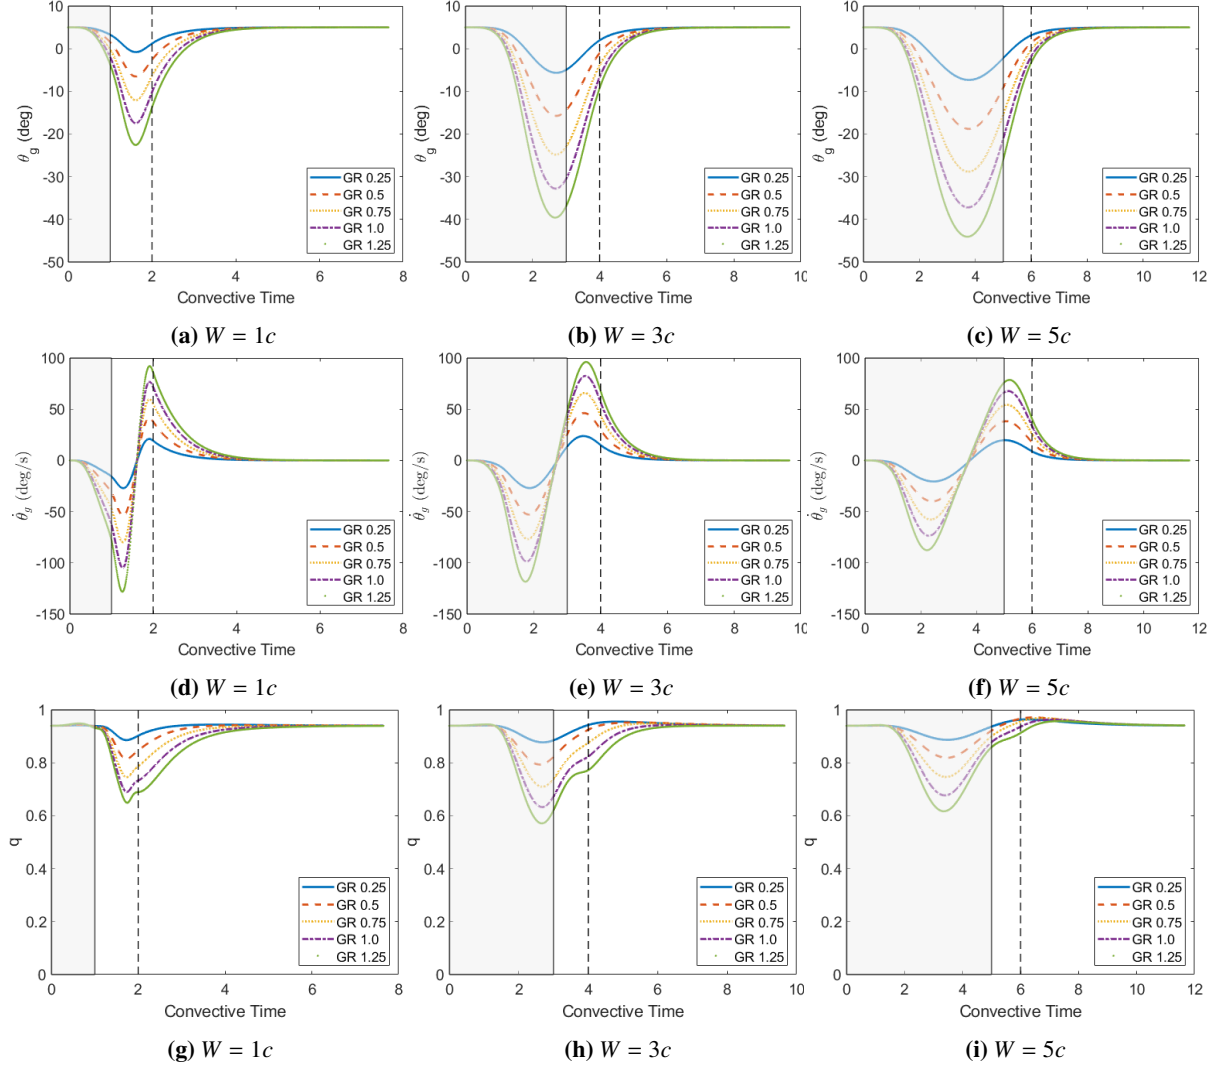 10
0
-10
-20
-30
-40
-50
θg (deg)
0 2 4 6 8
Convective Time
GR 0.25
GR 0.5
GR 0.75
GR 1.0
GR 1.25
(a) W = 1c
10
0
-10
-20
-30
-40
-50
θg (deg)
0 2 4 6 8 10
Convective Time
GR 0.25
GR 0.5
GR 0.75
GR 1.0
GR 1.25
(b) W = 3c
10
0
-10
-20
-30
-40
-50
θg (deg)
0 2 4 6 8 10 12
Convective Time
GR 0.25
GR 0.5
GR 0.75
GR 1.0
GR 1.25
(c) W = 5c
100
50
0
-50
-100
-150
θ̇g (deg/s)
0 2 4 6 8
Convective Time
GR 0.25
GR 0.5
GR 0.75
GR 1.0
GR 1.25
(d) W = 1c
100
50
0
-50
-100
-150
θ̇g (deg/s)
0 2 4 6 8 10
Convective Time
GR 0.25
GR 0.5
GR 0.75
GR 1.0
GR 1.25
(e) W = 3c
100
50
0
-50
-100
-150
θ̇g (deg/s)
0 2 4 6 8 10 12
Convective Time
GR 0.25
GR 0.5
GR 0.75
GR 1.0
GR 1.25
(f) W = 5c
1
0.8
0.6
0.4
0.2
0
q
0 2 4 6 8
Convective Time
GR 0.25
GR 0.5
GR 0.75
GR 1.0
GR 1.25
(g) W = 1c
1
0.8
0.6
0.4
0.2
0
q
0 2 4 6 8 10
Convective Time
GR 0.25
GR 0.5
GR 0.75
GR 1.0
GR 1.25
(h) W = 3c
1
0.8
0.6
0.4
0.2
0
q
0 2 4 6 8 10 12
Convective Time
GR 0.25
GR 0.5
GR 0.75
GR 1.0
GR 1.25
(i) W = 5c